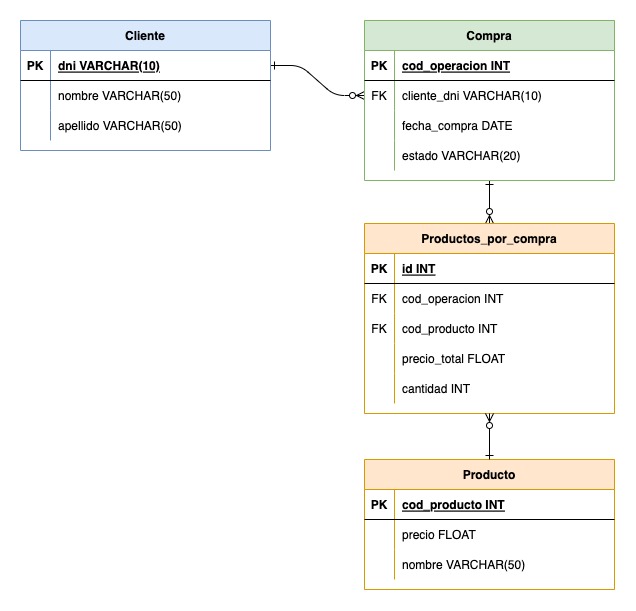 Cliente
PK dni VARCHAR(10)
nombre VARCHAR(50)
apellido VARCHAR(50)
Compra
PK cod_operacion INT
FK cliente_dni VARCHAR(10)
fecha_compra DATE
estado VARCHAR(20)
Productos_por_compra
PK id INT
FK cod_operacion INT
FK cod_producto INT
precio_total FLOAT
cantidad INT
Producto
PK cod_producto INT
precio FLOAT
nombre VARCHAR(50)